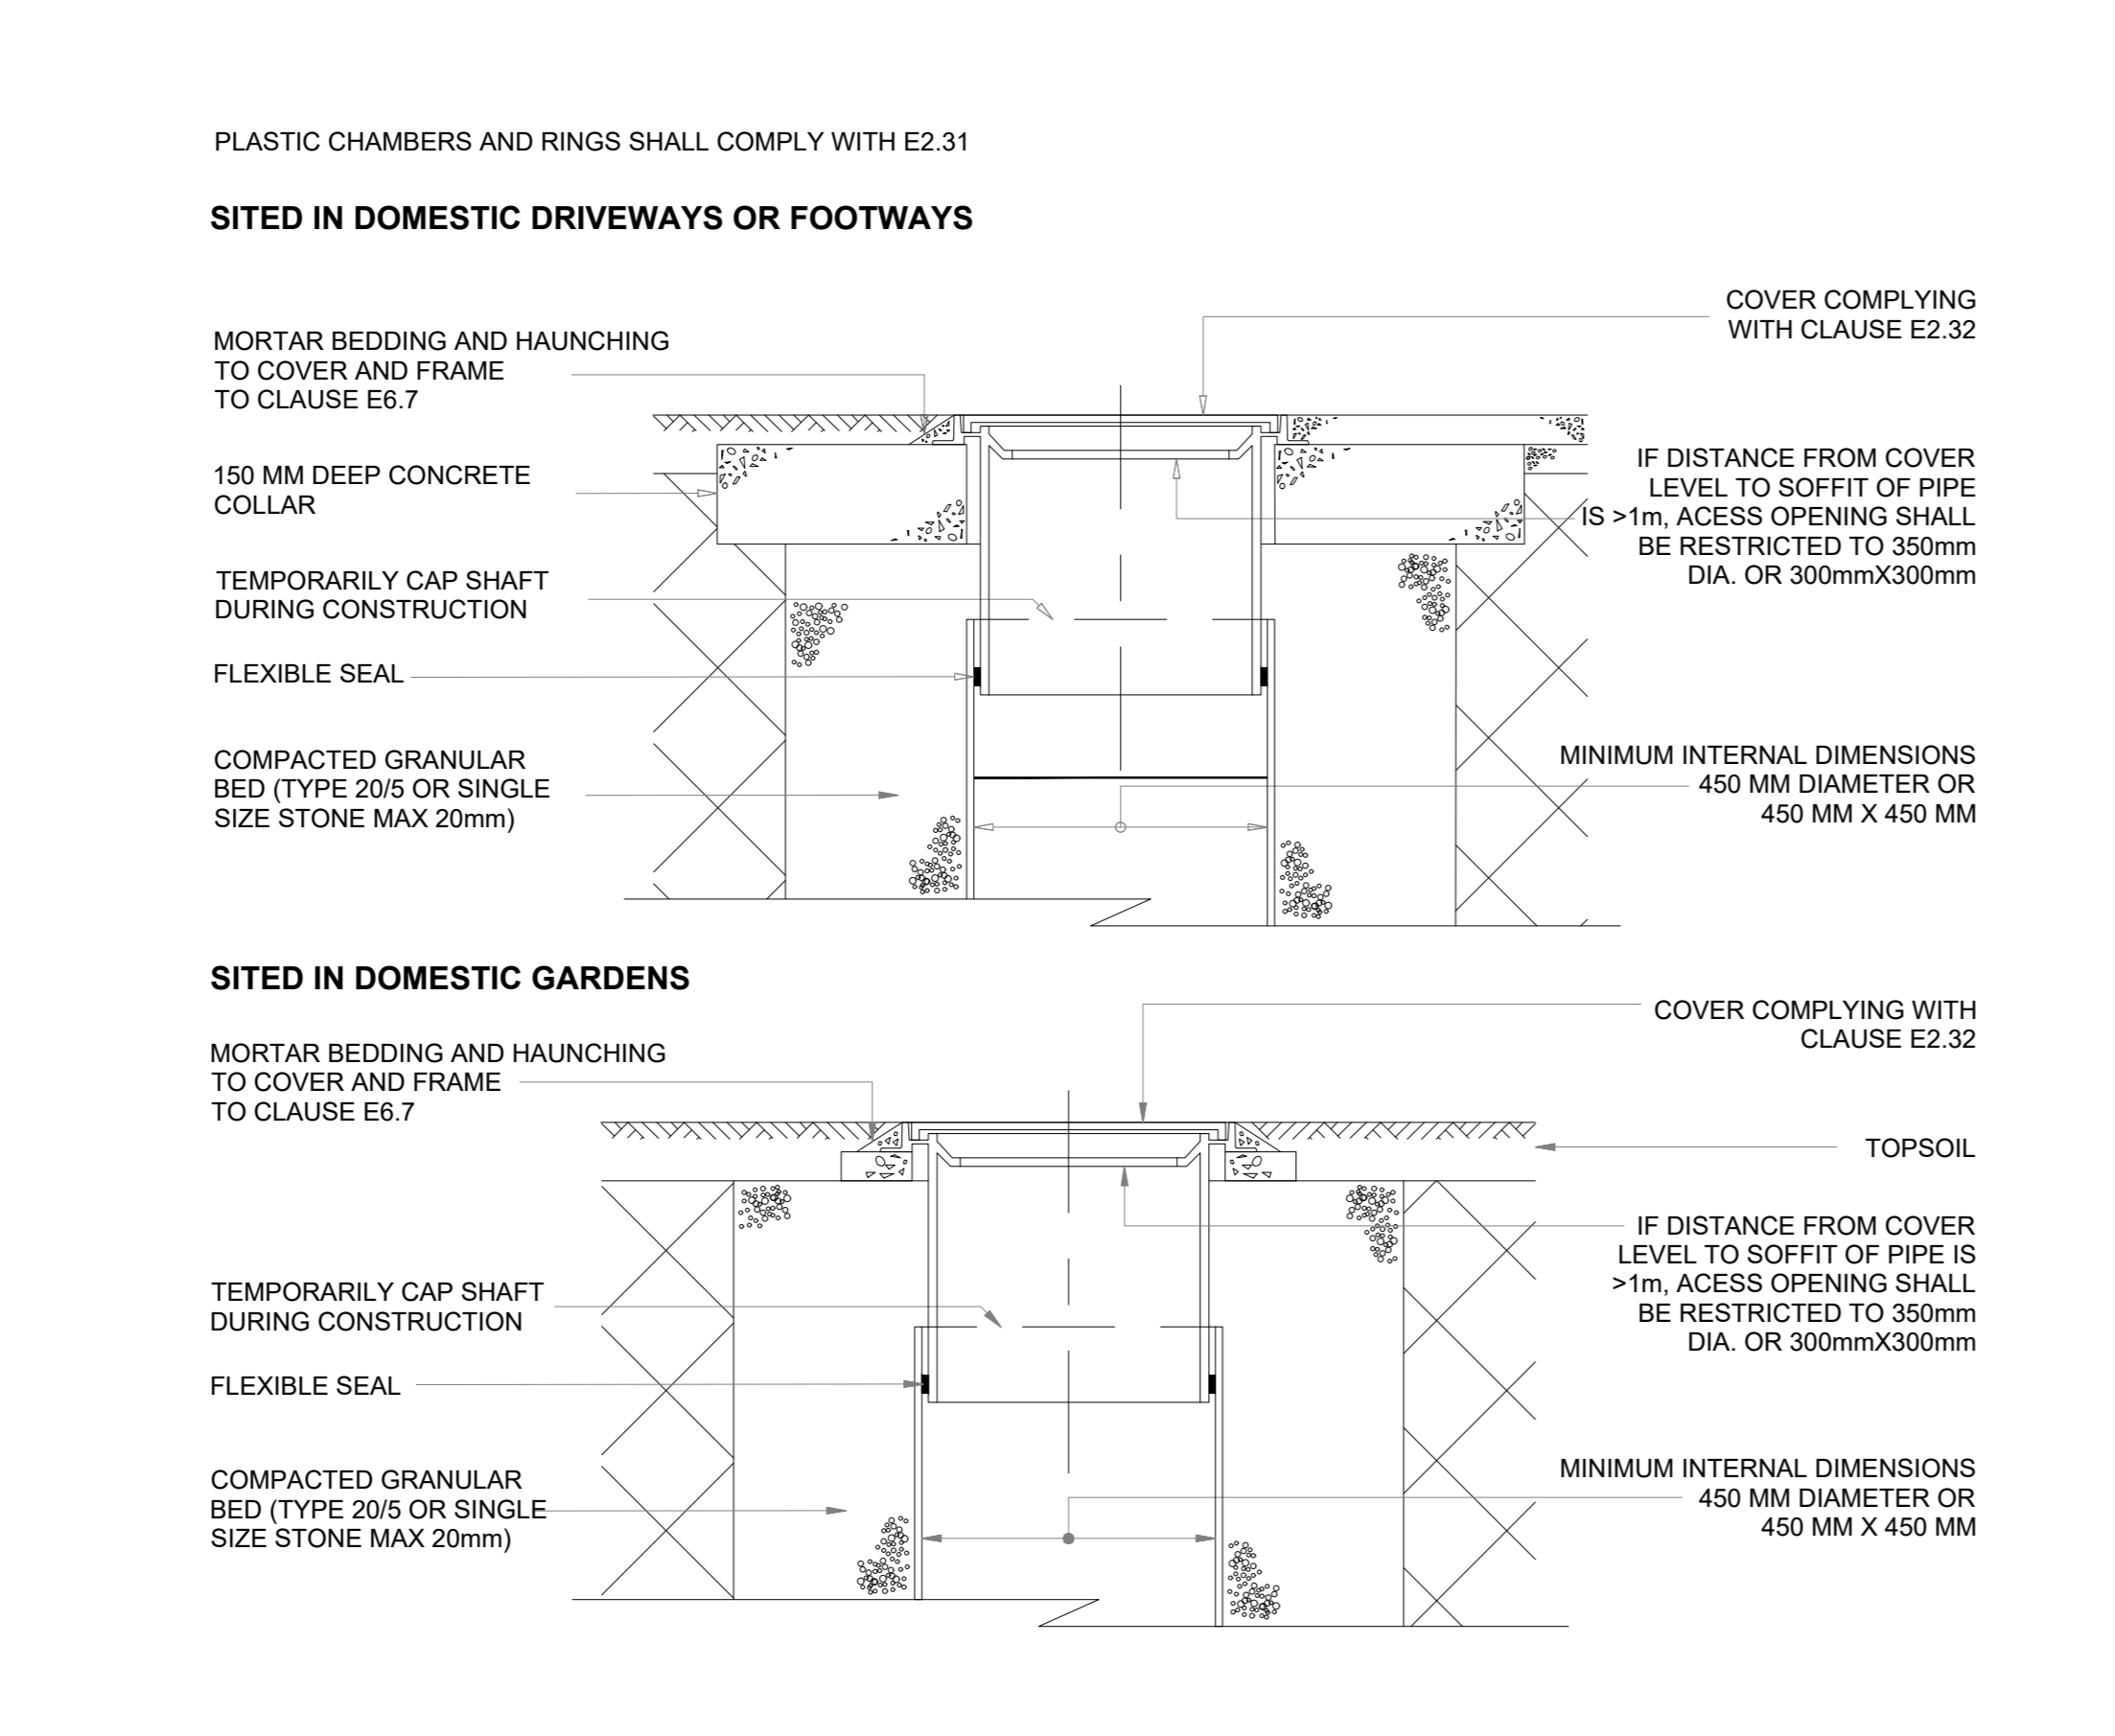 PLASTIC CHAMBERS AND RINGS SHALL COMPLY WITH E2.31
SITED IN DOMESTIC DRIVEWAYS OR FOOTWAYS
COVER COMPLYING
WITH CLAUSE E2.32
MORTAR BEDDING AND HAUNCHING
TO COVER AND FRAME
TO CLAUSE E6.7
150 MM DEEP CONCRETE
COLLAR
IF DISTANCE FROM COVER
LEVEL TO SOFFIT OF PIPE
IS >1m, ACESS OPENING SHALL
BE RESTRICTED TO 350mm
DIA. OR 300mmX300mm
TEMPORARILY CAP SHAFT
DURING CONSTRUCTION
FLEXIBLE SEAL
COMPACTED GRANULAR
BED (TYPE 20/5 OR SINGLE
SIZE STONE MAX 20mm)
MINIMUM INTERNAL DIMENSIONS
450 MM DIAMETER OR
450 MM X 450 MM
SITED IN DOMESTIC GARDENS
COVER COMPLYING WITH
CLAUSE E2.32
MORTAR BEDDING AND HAUNCHING
TO COVER AND FRAME
TO CLAUSE E6.7
TOPSOIL
IF DISTANCE FROM COVER
LEVEL TO SOFFIT OF PIPE IS
>1m, ACESS OPENING SHALL
BE RESTRICTED TO 350mm
DIA. OR 300mmX300mm
TEMPORARILY CAP SHAFT
DURING CONSTRUCTION
FLEXIBLE SEAL
COMPACTED GRANULAR
BED (TYPE 20/5 OR SINGLE
SIZE STONE MAX 20mm)
MINIMUM INTERNAL DIMENSIONS
450 MM DIAMETER OR
450 MM X 450 MM